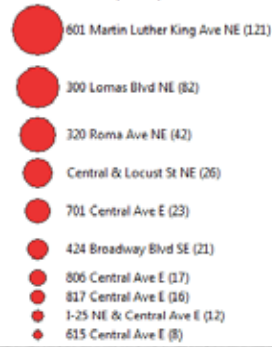 601 Martin Luther King Ave NE (121)
300 Lomas Blvd NE (82)
320 Roma Ave NE (42)
Central & Locust St NE (26)
701 Central Ave E (23)
424 Broadway Blvd SE (21)
806 Central Ave E (17)
817 Central Ave E (16)
I-25 NE & Central Ave E (12)
615 Central Ave E (8)